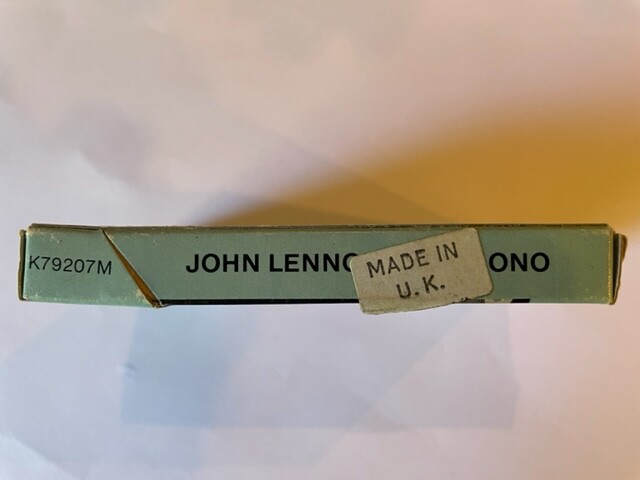 K79207M
JOHN LENNO
ONO
MADE IN
U.K.